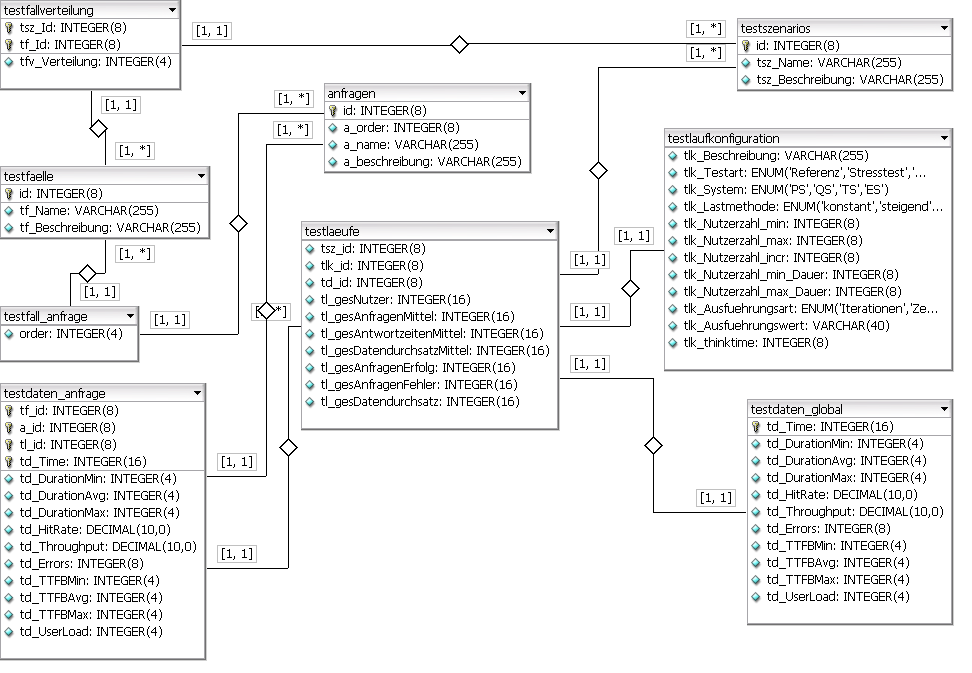 testfallverteilung
tsz_Id: INTEGER(8)
tf_Id: INTEGER(8)
tfv_Verteilung: INTEGER(4)
[1, 1]
[1, *]
[1, *]
testszenarios
id: INTEGER(8)
tsz_Name: VARCHAR(255)
tsz_Beschreibung: VARCHAR(255)
[1, 1]
[1, *]
[1, *]
[1, *]
anfragen
id: INTEGER(8)
a_order: INTEGER(8)
a_name: VARCHAR(255)
a_beschreibung: VARCHAR(255)
testlaufkonfiguration
tlk_Beschreibung: VARCHAR(255)
tlk_Testart: ENUM('Referenz','Stresstest','...
tlk_System: ENUM('PS','QS','TS','ES')
tlk_Lastmethode: ENUM('konstant','steigend'...
tlk_Nutzerzahl_min: INTEGER(8)
tlk_Nutzerzahl_max: INTEGER(8)
tlk_Nutzerzahl_incr: INTEGER(8)
tlk_Nutzerzahl_min_Dauer: INTEGER(8)
tlk_Nutzerzahl_max_Dauer: INTEGER(8)
tlk_Ausfuehrungsart: ENUM('Iterationen','Ze...
tlk_Ausfuehrungswert: VARCHAR(40)
tlk_thinktime: INTEGER(8)
testfaelle
id: INTEGER(8)
tf_Name: VARCHAR(255)
tf_Beschreibung: VARCHAR(255)
[1, *]
[1, 1]
testlaeufe
tsz_id: INTEGER(8)
tlk_id: INTEGER(8)
td_id: INTEGER(8)
tl_gesNutzer: INTEGER(16)
tl_gesAnfragenMittel: INTEGER(16)
tl_gesAntwortzeitenMittel: INTEGER(16)
tl_gesDatendurchsatzMittel: INTEGER(16)
tl_gesAnfragenErfolg: INTEGER(16)
tl_gesAnfragenFehler: INTEGER(16)
tl_gesDatendurchsatz: INTEGER(16)
[1, 1]
[1, 1]
[1, 1]
[1, 1]
testfall_anfrage
order: INTEGER(4)
[1, 1]
*]
testdaten_anfrage
tf_id: INTEGER(8)
a_id: INTEGER(8)
tl_id: INTEGER(8)
td_Time: INTEGER(16)
td_DurationMin: INTEGER(4)
td_DurationAvg: INTEGER(4)
td_DurationMax: INTEGER(4)
td_HitRate: DECIMAL(10,0)
td_Throughput: DECIMAL(10,0)
td_Errors: INTEGER(8)
td_TTFBMin: INTEGER(4)
td_TTFBAvg: INTEGER(4)
td_TTFBMax: INTEGER(4)
td_UserLoad: INTEGER(4)
[1, 1]
[1, 1]
[1, 1]
testdaten_global
td_Time: INTEGER(16)
td_DurationMin: INTEGER(4)
td_DurationAvg: INTEGER(4)
td_DurationMax: INTEGER(4)
td_HitRate: DECIMAL(10,0)
td_Throughput: DECIMAL(10,0)
td_Errors: INTEGER(8)
td_TTFBMin: INTEGER(4)
td_TTFBAvg: INTEGER(4)
td_TTFBMax: INTEGER(4)
td_UserLoad: INTEGER(4)